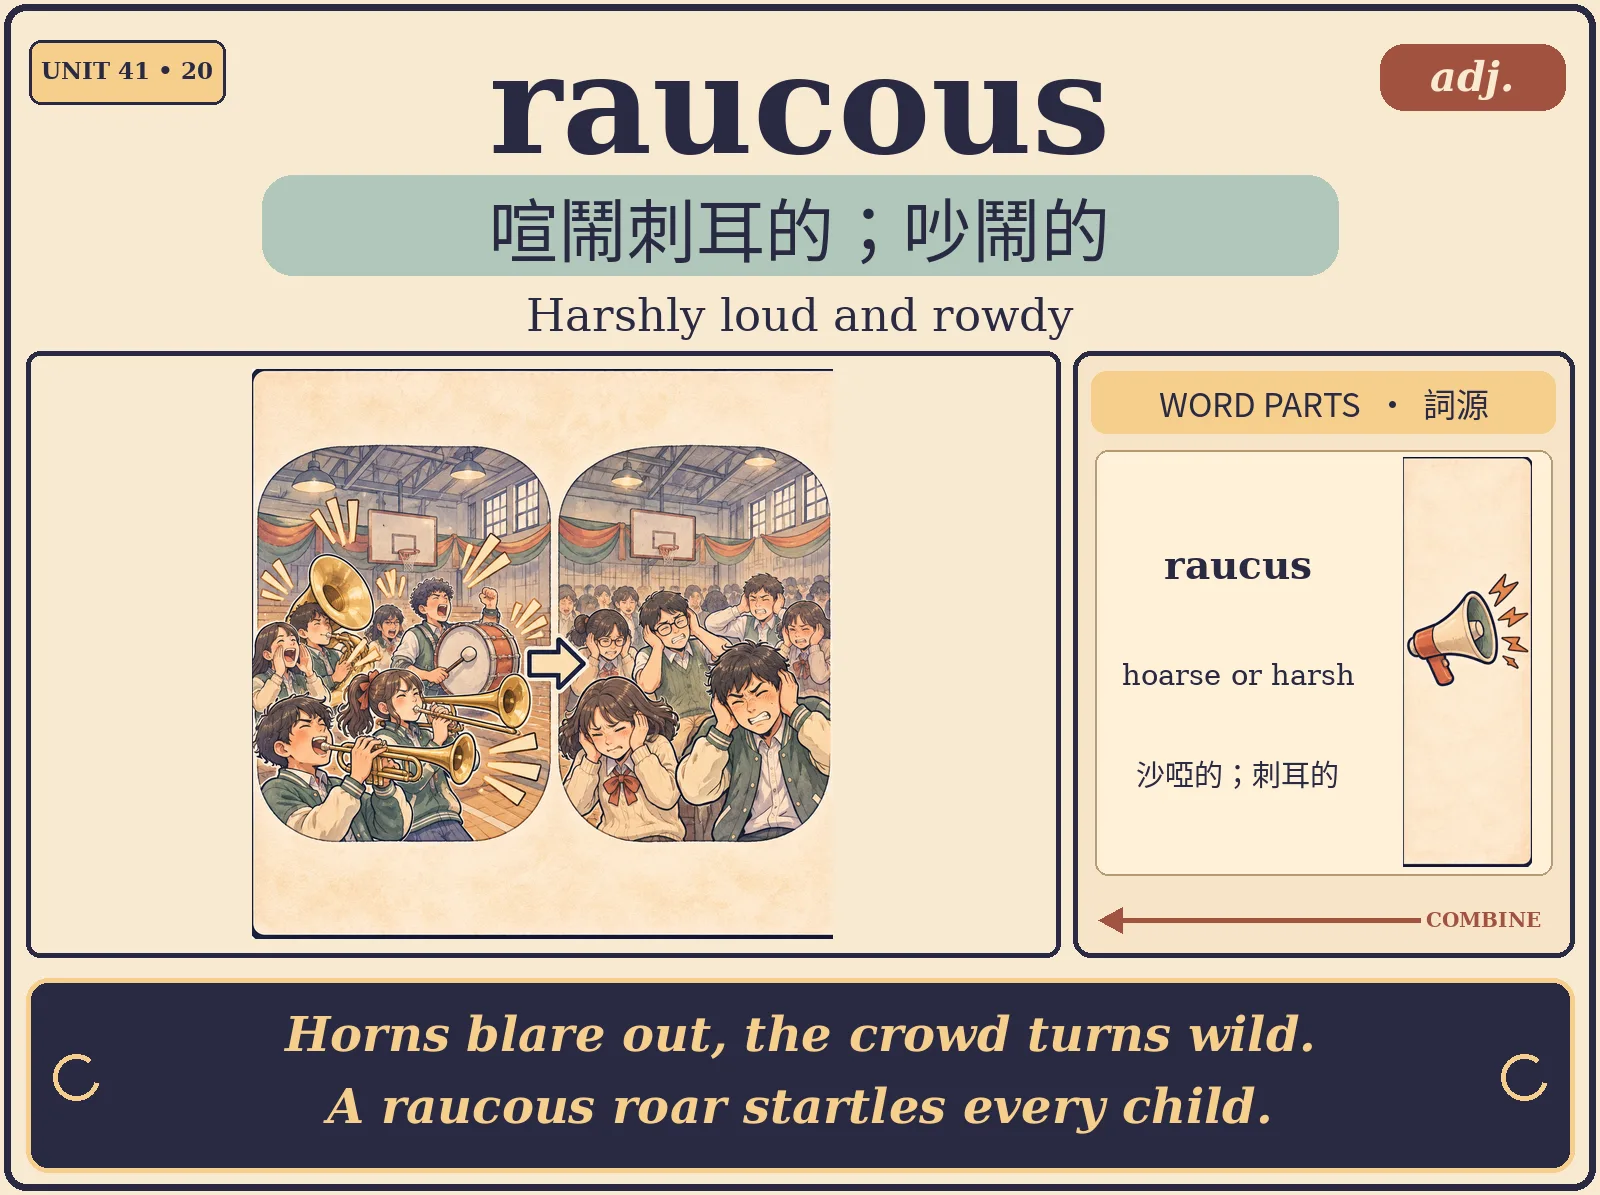 UNIT 41 • 20
raucous
adj.
喧鬧刺耳的；吵鬧的
Harshly loud and rowdy
WORD PARTS ・ 詞源
raucus
hoarse or harsh
沙啞的；刺耳的
COMBINE
Horns blare out, the crowd turns wild.
A raucous roar startles every child.